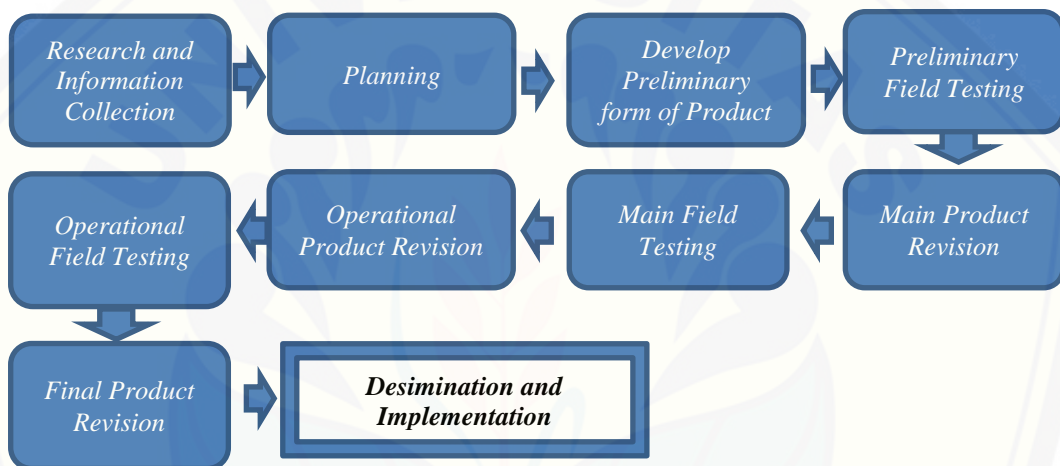 Research and
Information
Collection
Planning
Develop
Preliminary
form of Product
Preliminary
Field Testing
Main Product
Revision
Main Field
Testing
Operational
Product Revision
Operational
Field Testing
Final Product
Revision
Desimination and
Implementation